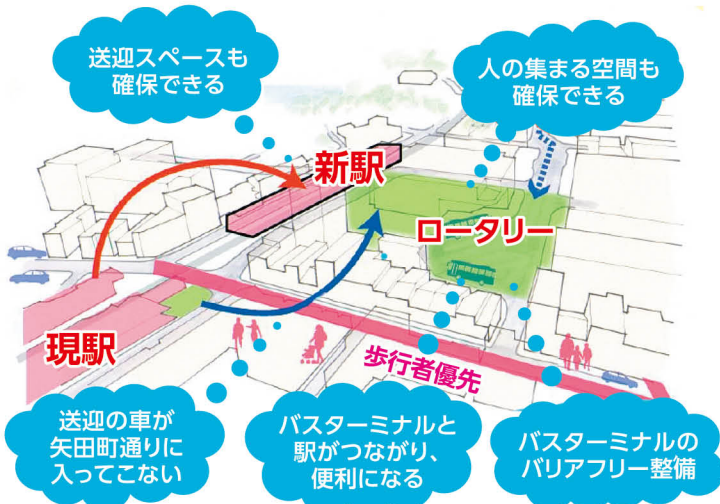 送迎スペースも
確保できる
人の集まる空間も
確保できる
新駅
ロータリー
現駅
歩行者優先
送迎の車が
矢田町通りに
入ってこない
バスターミナルと
駅がつながり、
便利になる
バスターミナルの
バリアフリー整備